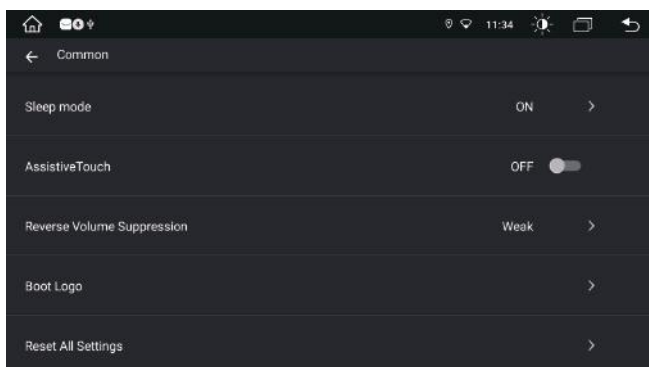 11:34
Common
Sleep mode ON
AssistiveTouch OFF
Reverse Volume Suppression Weak
Boot Logo
Reset All Settings